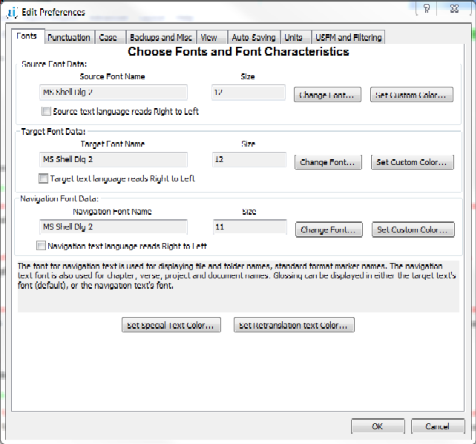 Edit Preferences
Fonts Punctuation Case Backups and Misc View Auto-Saving Units USFM and Filtering
Choose Fonts and Font Characteristics
Source Font Data:
Source Font Name Size
MS Shell Dlg 2 12 Change Font... Set Custom Color...
Source text language reads Right to Left
Target Font Data:
Target Font Name Size
MS Shell Dlg 2 12 Change Font... Set Custom Color...
Target text language reads Right to Left
Navigation Font Data:
Navigation Font Name Size
MS Shell Dlg 2 11 Change Font... Set Custom Color...
Navigation text language reads Right to Left
The font for navigation text is used for displaying file and folder names, standard format marker names. The navigation
text font is also used for chapter, verse, project and document names. Glossing can be displayed in either the target text's
font (default), or the navigation text's font.
Set Special Text Color... Set Retranslation text Color...
OK Cancel